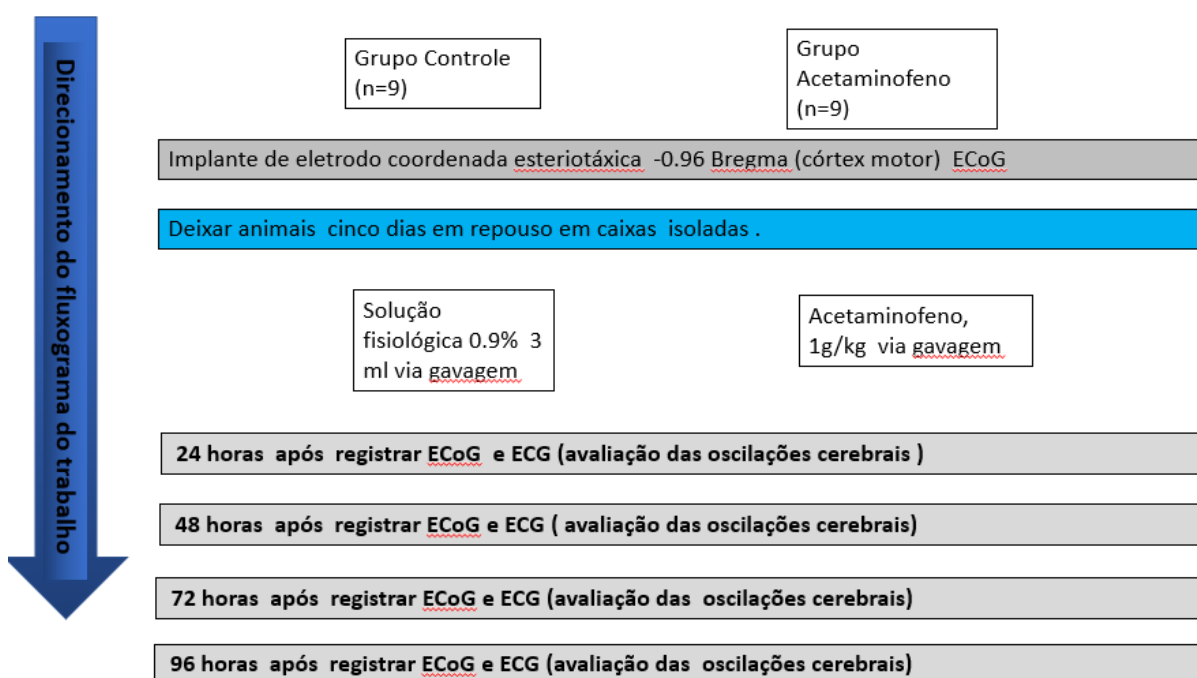 Direcionamento do fluxograma do trabalho
Grupo Controle
(n=9)
Grupo
Acetaminofeno
(n=9)
Implante de eletrodo coordenada esteriotáxica -0.96 Bregma (córtex motor) ECoG
Deixar animais cinco dias em repouso em caixas isoladas .
Solução
fisiológica 0.9% 3
ml via gavagem
Acetaminofeno,
1g/kg via gavagem
24 horas após registrar ECoG e ECG (avaliação das oscilações cerebrais )
48 horas após registrar ECoG e ECG ( avaliação das oscilações cerebrais)
72 horas após registrar ECoG e ECG (avaliação das oscilações cerebrais)
96 horas após registrar ECoG e ECG (avaliação das oscilações cerebrais)